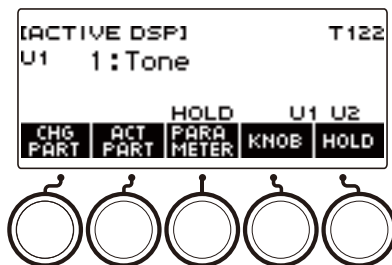 [ACTIVE DSP] T122
U1 1:Tone
HOLD U1 U2
CHG PART ACT PART PARA METER KNOB HOLD